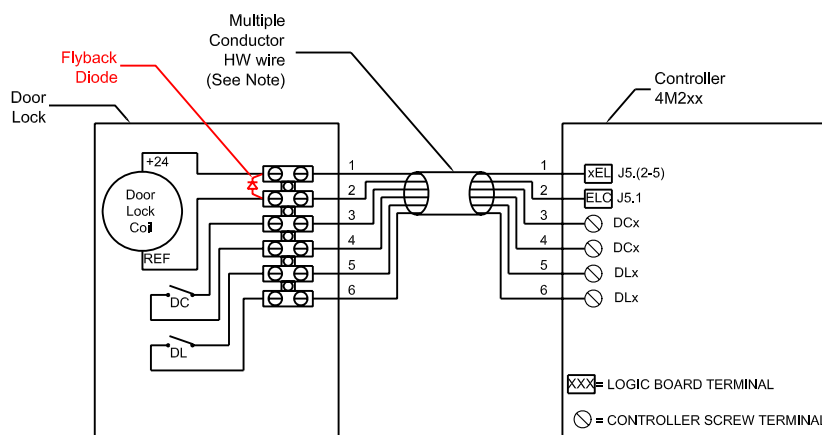 Multiple
Conductor
HW wire
(See Note)
Flyback
Diode
Controller
4M2xx
Door
Lock
+24
Door
Lock
Coil
REF
DC
DL
1
2
3
4
5
6
1
2
3
4
5
6
xEL J5.(2-5)
ELC J5.1
DCx
DCx
DLx
DLx
XXX = LOGIC BOARD TERMINAL
= CONTROLLER SCREW TERMINAL